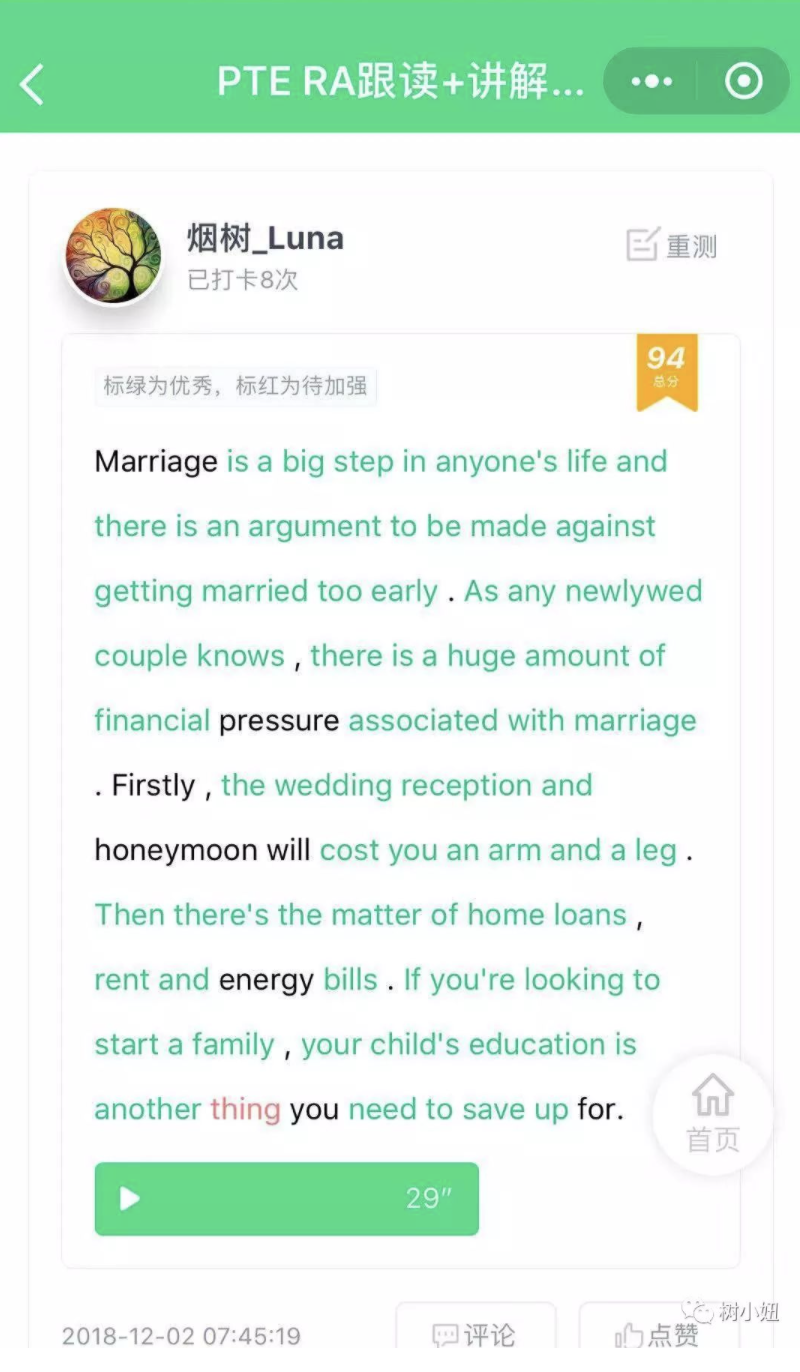 PTE RA跟读+讲解...
烟树_Luna
已打卡8次
重测
94
总分
标绿为优秀，标红为待加强
Marriage is a big step in anyone's life and
there is an argument to be made against
getting married too early . As any newlywed
couple knows , there is a huge amount of
financial pressure associated with marriage
. Firstly , the wedding reception and
honeymoon will cost you an arm and a leg .
Then there's the matter of home loans ,
rent and energy bills . If you're looking to
start a family , your child's education is
another thing you need to save up for.
首页
29″
2018-12-02 07:45:19
评论
点赞
树小妞